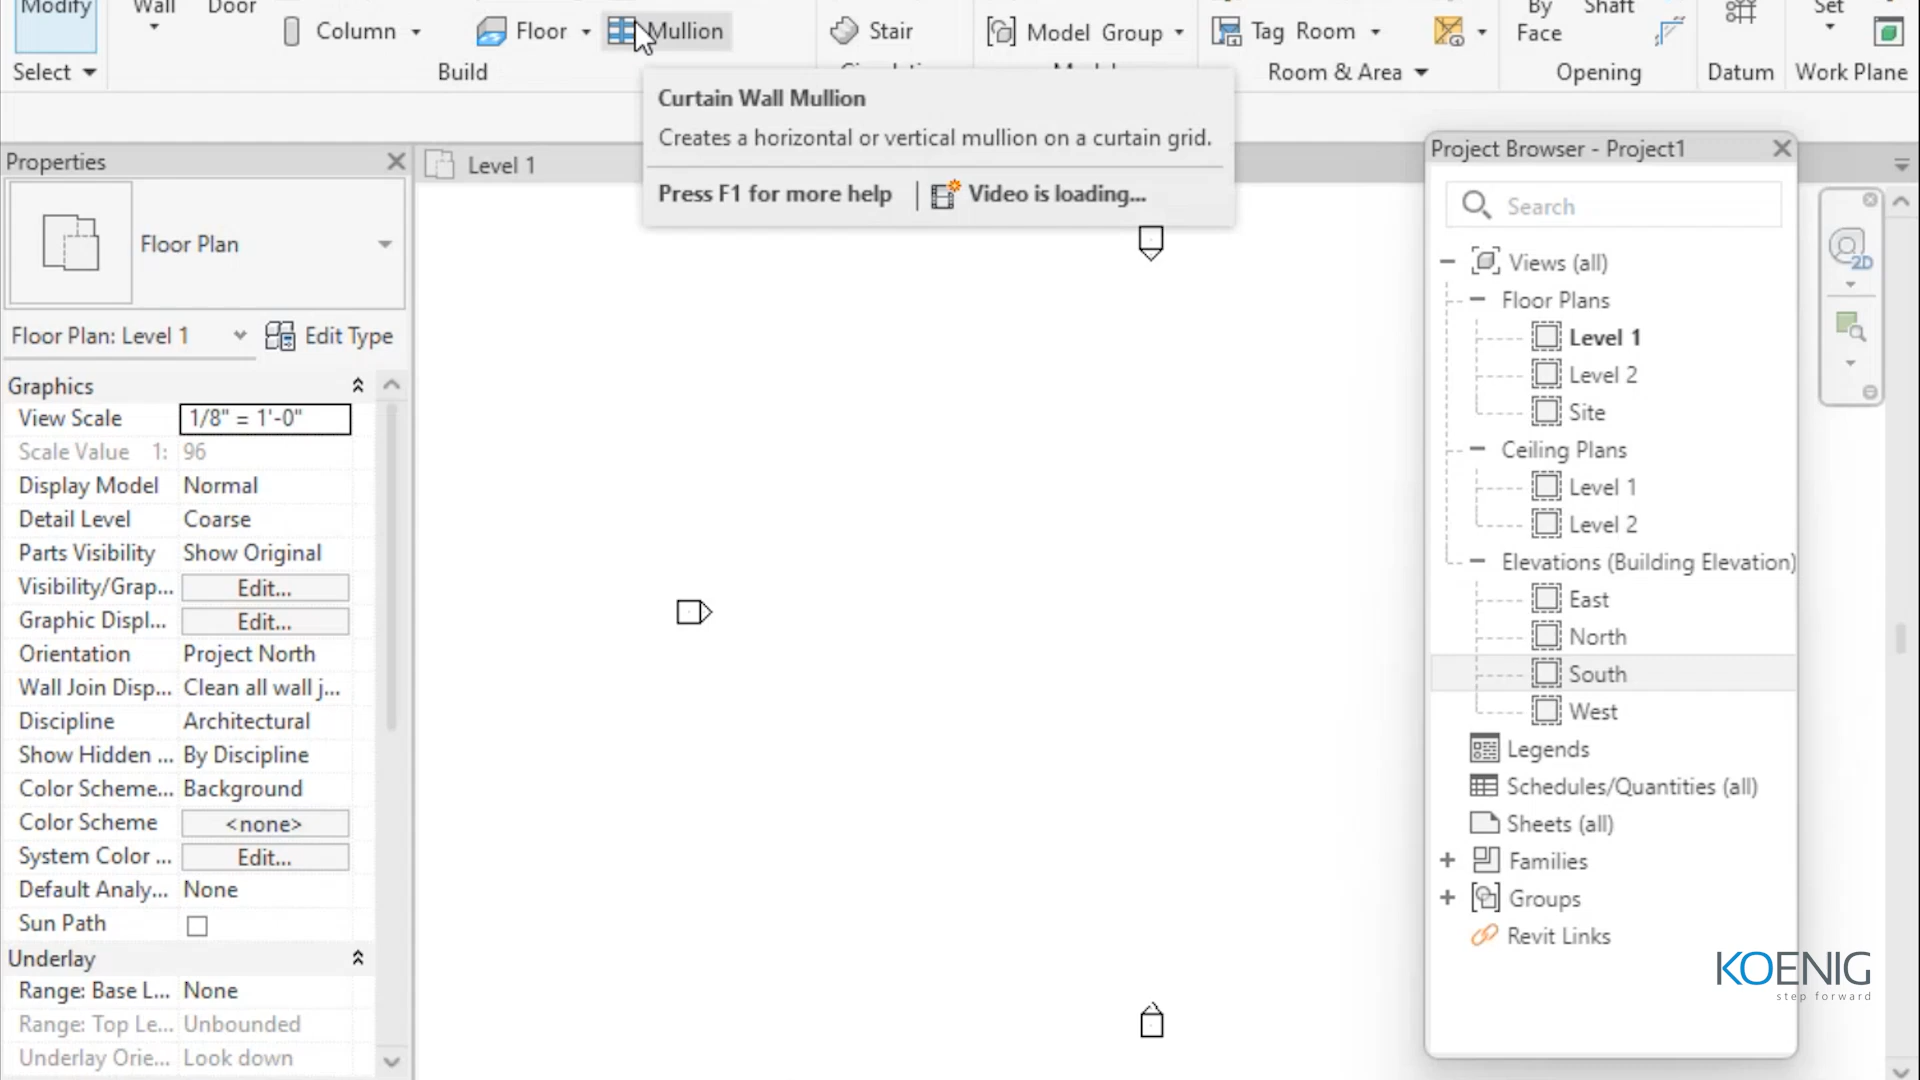 Modify
Wall
Door
By
Shaft
Set
Column
Floor
Mullion
Stair
Model Group
Tag Room
Face
Select
Build
Room & Area
Opening
Datum
Work Plane
Curtain Wall Mullion
Creates a horizontal or vertical mullion on a curtain grid.
Press F1 for more help
Video is loading...
Properties
Level 1
Floor Plan
Floor Plan: Level 1
Edit Type
Graphics
View Scale 1/8" = 1'-0"
Scale Value 1: 96
Display Model Normal
Detail Level Coarse
Parts Visibility Show Original
Visibility/Grap... Edit...
Graphic Displ... Edit...
Orientation Project North
Wall Join Disp... Clean all wall j...
Discipline Architectural
Show Hidden ... By Discipline
Color Scheme... Background
Color Scheme <none>
System Color ... Edit...
Default Analy... None
Sun Path
Underlay
Range: Base L... None
Range: Top Le... Unbounded
Underlay Orie... Look down
Project Browser - Project1
Search
Views (all)
Floor Plans
Level 1
Level 2
Site
Ceiling Plans
Level 1
Level 2
Elevations (Building Elevation)
East
North
South
West
Legends
Schedules/Quantities (all)
Sheets (all)
Families
Groups
Revit Links
2D
KOENIG
step forward